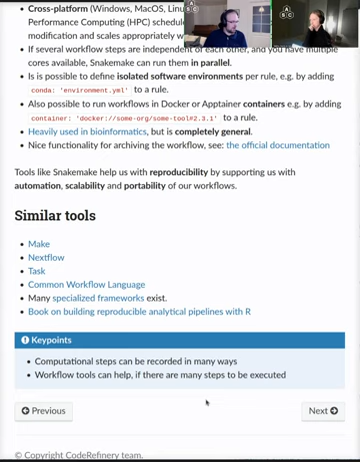 • Cross-platform (Windows, MacOS, Linu
Performance Computing (HPC) schedul
modification and scales appropriately w
• If several workflow steps are independent of each other, and you have multiple
cores available, Snakemake can run them in parallel.
• Is is possible to define isolated software environments per rule, e.g. by adding
conda: 'environment.yml' to a rule.
• Also possible to run workflows in Docker or Apptainer containers e.g. by adding
container: 'docker://some-org/some-tool#2.3.1' to a rule.
• Heavily used in bioinformatics, but is completely general.
• Nice functionality for archiving the workflow, see: the official documentation
Tools like Snakemake help us with reproducibility by supporting us with
automation, scalability and portability of our workflows.
Similar tools
• Make
• Nextflow
• Task
• Common Workflow Language
• Many specialized frameworks exist.
• Book on building reproducible analytical pipelines with R
Keypoints
• Computational steps can be recorded in many ways
• Workflow tools can help, if there are many steps to be executed
Previous
Next
© Copyright CodeRefinery team.